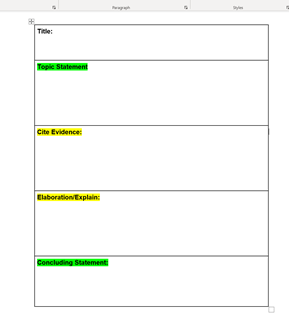 Paragraph
Styles
Title:
Topic Statement
Cite Evidence:
Elaboration/Explain:
Concluding Statement: